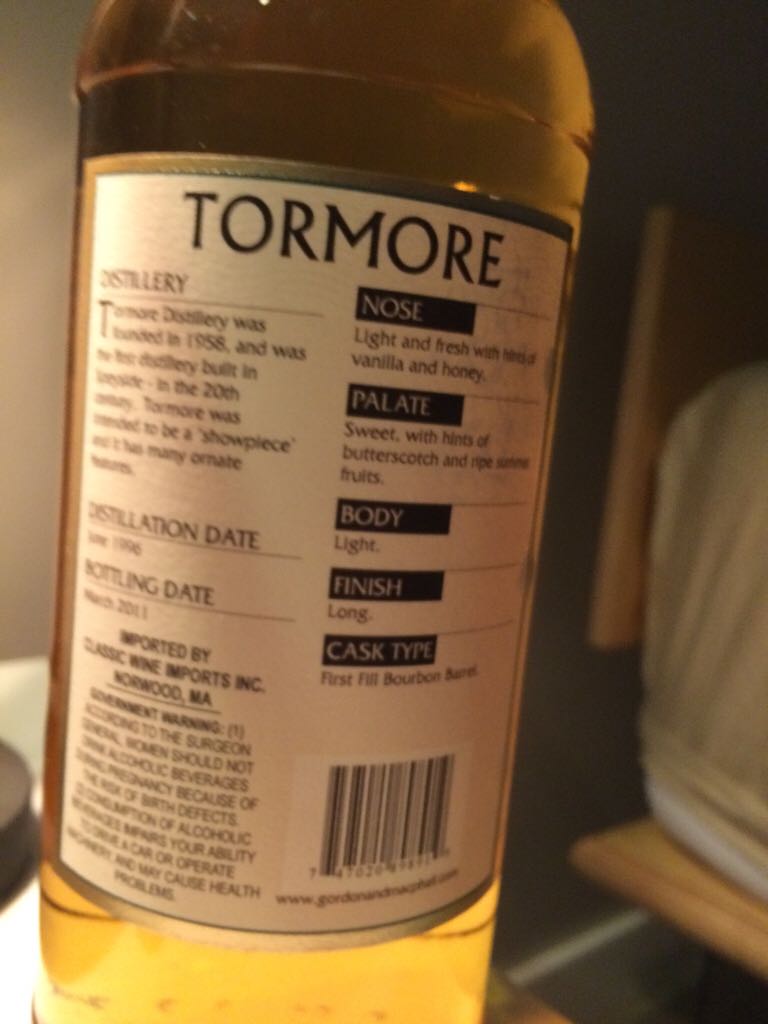 TORMORE
DISTILLERY
Tormore Distillery was
founded in 1958, and was
the first distillery built in
Speyside - in the 20th
century. Tormore was
intended to be a 'showpiece'
and it has many ornate
features.
DISTILLATION DATE
June 1996
BOTTLING DATE
March 2011
IMPORTED BY
CLASSIC WINE IMPORTS INC.
NORWOOD, MA
GOVERNMENT WARNING: (1)
ACCORDING TO THE SURGEON
GENERAL, WOMEN SHOULD NOT
DRINK ALCOHOLIC BEVERAGES
DURING PREGNANCY BECAUSE OF
THE RISK OF BIRTH DEFECTS.
(2) CONSUMPTION OF ALCOHOLIC
BEVERAGES IMPAIRS YOUR ABILITY
TO DRIVE A CAR OR OPERATE
MACHINERY, AND MAY CAUSE HEALTH
PROBLEMS.
NOSE
Light and fresh with hints of
vanilla and honey.
PALATE
Sweet, with hints of
butterscotch and ripe summer
fruits.
BODY
Light.
FINISH
Long.
CASK TYPE
First Fill Bourbon Barrel.
www.gordonandmacphail.com